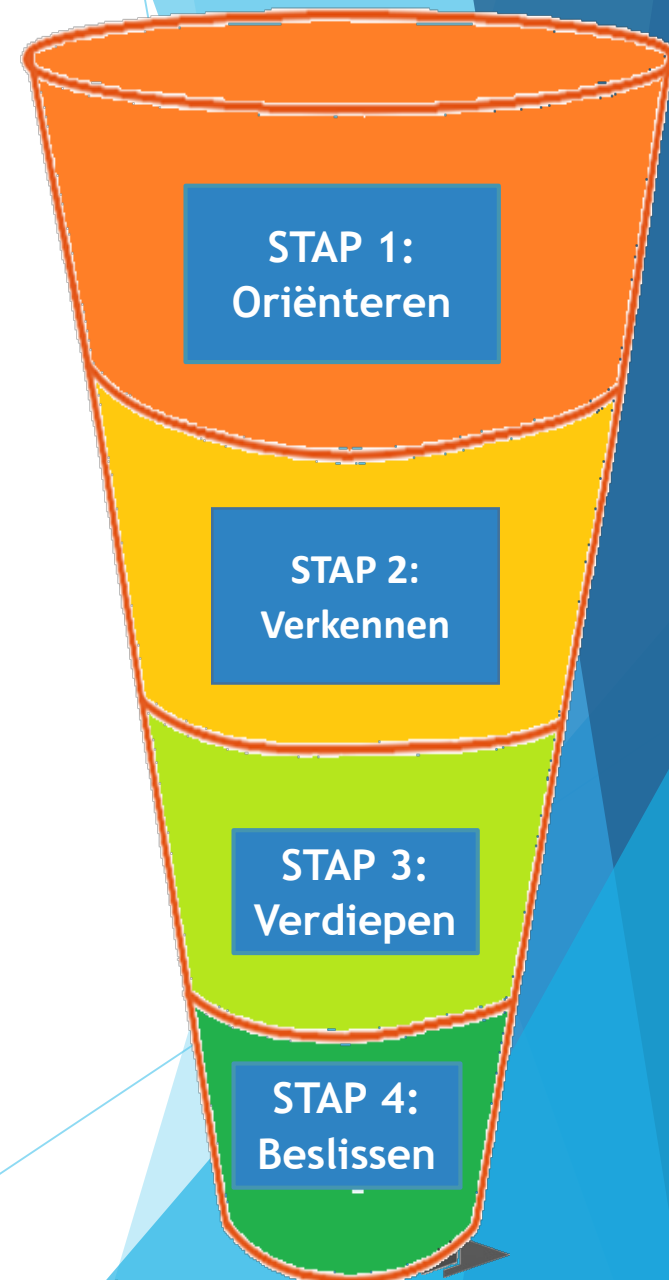 STAP 1:
Oriënteren
STAP 2:
Verkennen
STAP 3:
Verdiepen
STAP 4:
Beslissen
-